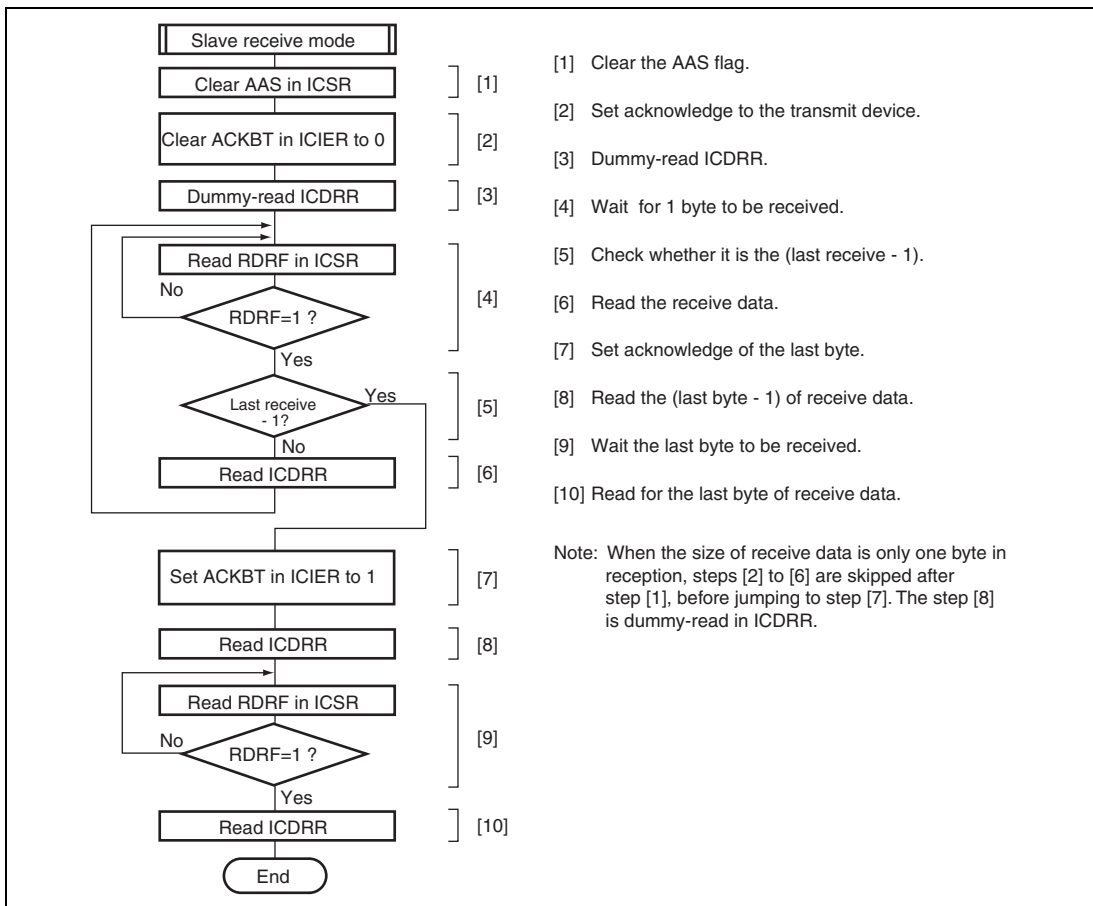 Slave receive mode
Clear AAS in ICSR
[1]
Clear ACKBT in ICIER to 0
[2]
Dummy-read ICDRR
[3]
Read RDRF in ICSR
No
RDRF=1 ?
[4]
Yes
Last receive
- 1?
Yes
[5]
No
Read ICDRR
[6]
Set ACKBT in ICIER to 1
[7]
Read ICDRR
[8]
Read RDRF in ICSR
No
RDRF=1 ?
[9]
Yes
Read ICDRR
[10]
End
[1] Clear the AAS flag.
[2] Set acknowledge to the transmit device.
[3] Dummy-read ICDRR.
[4] Wait for 1 byte to be received.
[5] Check whether it is the (last receive - 1).
[6] Read the receive data.
[7] Set acknowledge of the last byte.
[8] Read the (last byte - 1) of receive data.
[9] Wait the last byte to be received.
[10] Read for the last byte of receive data.
Note: When the size of receive data is only one byte in
reception, steps [2] to [6] are skipped after
step [1], before jumping to step [7]. The step [8]
is dummy-read in ICDRR.